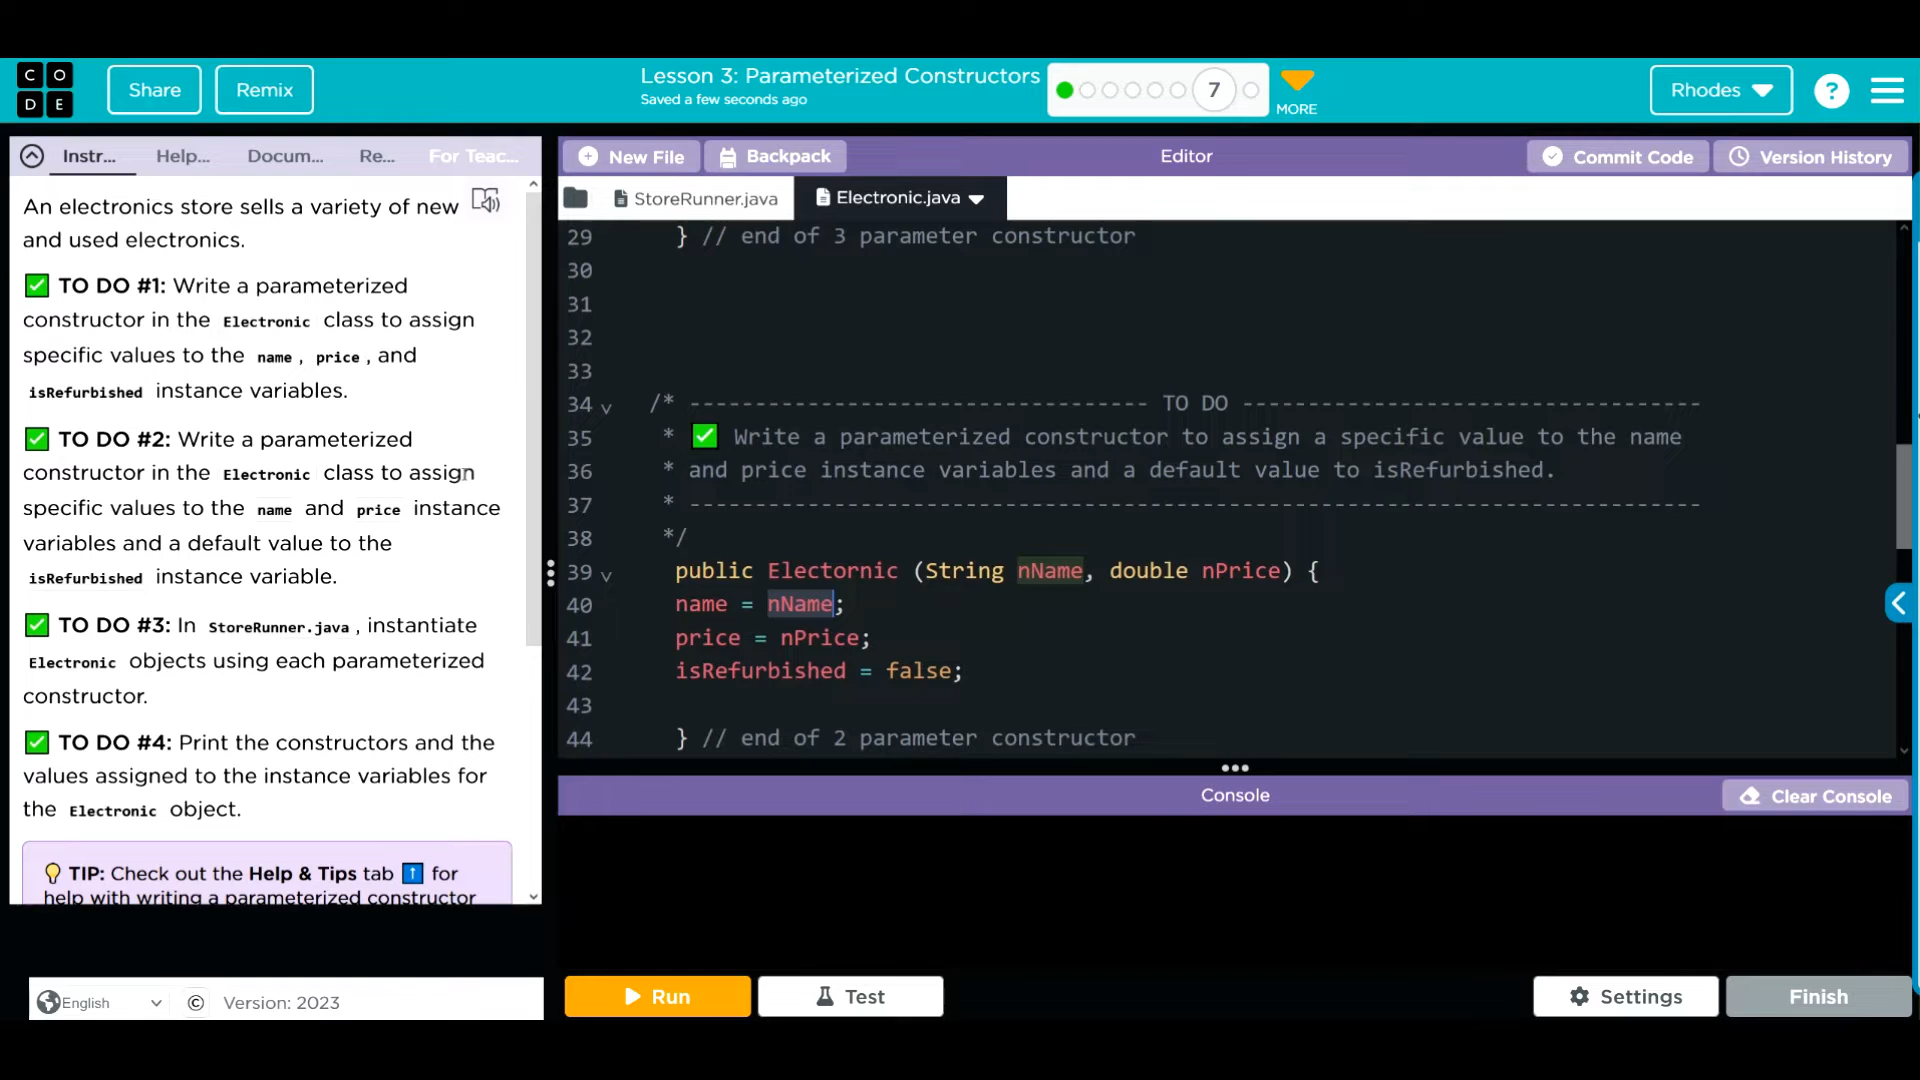 C O
D E
Share
Remix
Lesson 3: Parameterized Constructors
Saved a few seconds ago
7
MORE
Rhodes
?
Instr...
Help...
Docum...
Re...
For Teac...
New File
Backpack
Editor
Commit Code
Version History
StoreRunner.java
Electronic.java
An electronics store sells a variety of new
and used electronics.
TO DO #1: Write a parameterized
constructor in the Electronic class to assign
specific values to the name , price , and
isRefurbished instance variables.
TO DO #2: Write a parameterized
constructor in the Electronic class to assign
specific values to the name and price instance
variables and a default value to the
isRefurbished instance variable.
TO DO #3: In StoreRunner.java , instantiate
Electronic objects using each parameterized
constructor.
TO DO #4: Print the constructors and the
values assigned to the instance variables for
the Electronic object.
TIP: Check out the Help & Tips tab for
help with writing a parameterized constructor
29 } // end of 3 parameter constructor
30
31
32
33
34 /* ----------------------------------- TO DO -----------------------------------
35 * ✅ Write a parameterized constructor to assign a specific value to the name
36 * and price instance variables and a default value to isRefurbished.
37 * -----------------------------------------------------------------------------
38 */
39 public Electornic (String nName, double nPrice) {
40 name = nName;
41 price = nPrice;
42 isRefurbished = false;
43
44 } // end of 2 parameter constructor
Console
Clear Console
English
© Version: 2023
Run
Test
Settings
Finish